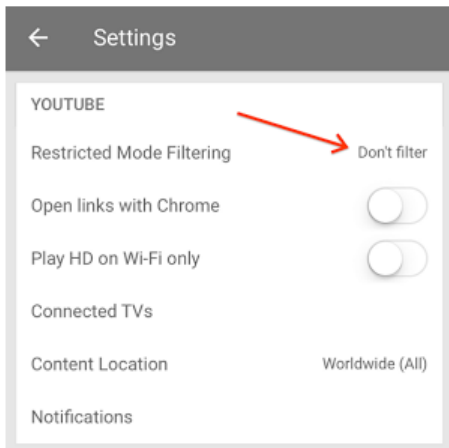 Settings
YOUTUBE
Restricted Mode Filtering Don't filter
Open links with Chrome
Play HD on Wi-Fi only
Connected TVs
Content Location Worldwide (All)
Notifications